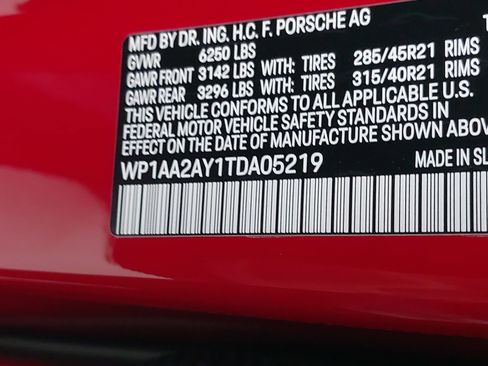 MFD BY DR. ING. H.C. F. PORSCHE AG
GVWR 6250 LBS
GAWR FRONT 3142 LBS WITH: TIRES 285/45R21 RIMS
GAWR REAR 3296 LBS WITH: TIRES 315/40R21 RIMS
THIS VEHICLE CONFORMS TO ALL APPLICABLE U.S.
FEDERAL MOTOR VEHICLE SAFETY STANDARDS IN
EFFECT ON THE DATE OF MANUFACTURE SHOWN ABOV
WP1AA2AY1TDA05219 MADE IN SL